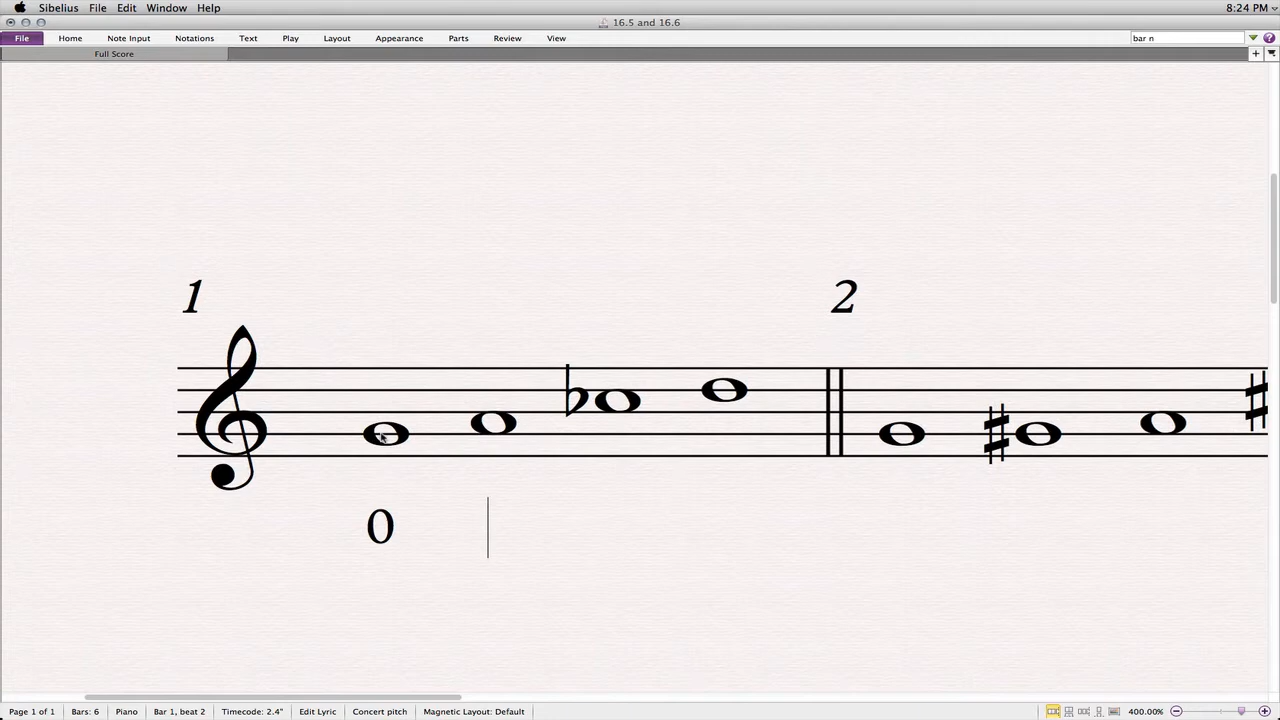 Sibelius File Edit Window Help 8:24 PM
16.5 and 16.6
File Home Note Input Notations Text Play Layout Appearance Parts Review View bar n
Full Score
1 2
0
Page 1 of 1 Bars: 6 Piano Bar 1, beat 2 Timecode: 2.4" Edit Lyric Concert pitch Magnetic Layout: Default 400.00%